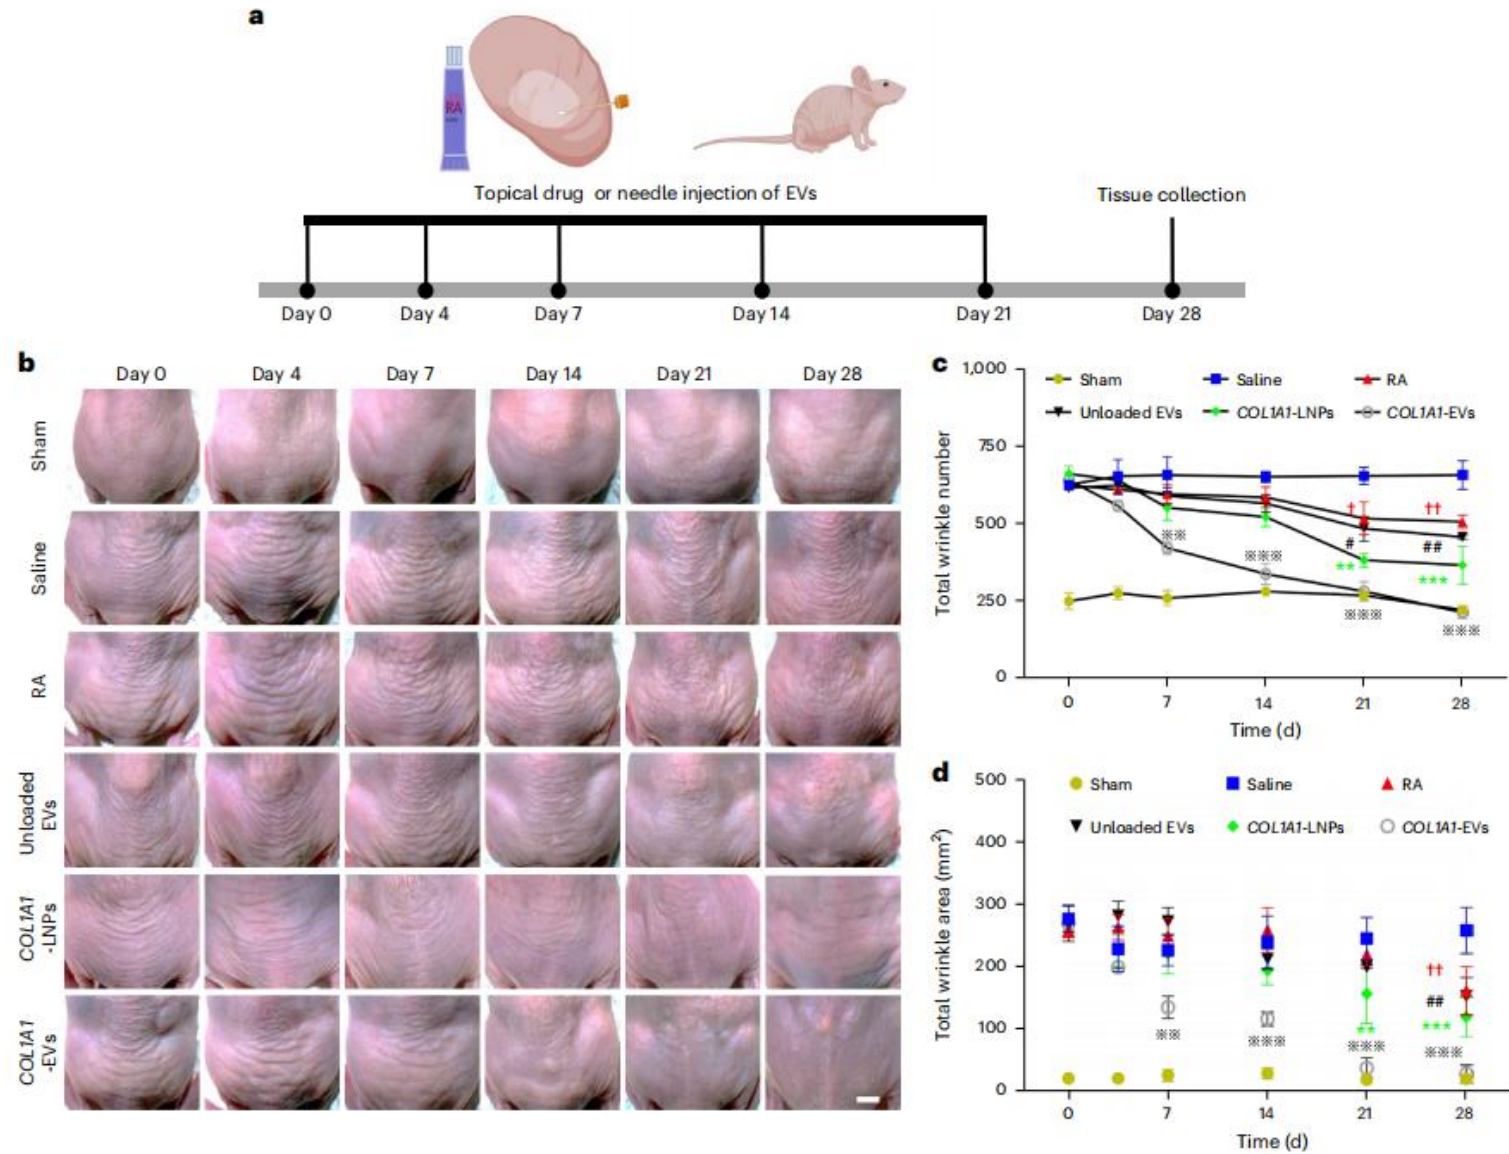 a
RA
Topical drug or needle injection of EVs
Tissue collection
Day 0
Day 4
Day 7
Day 14
Day 21
Day 28
b
Day 0
Day 4
Day 7
Day 14
Day 21
Day 28
Sham
Saline
RA
Unloaded
EVs
COL1A1
-LNPs
COL1A1
-EVs
c
1,000
750
500
250
0
Total wrinkle number
Sham
Saline
RA
Unloaded EVs
COL1A1-LNPs
COL1A1-EVs
※※
※※※
†
#
**
※※※
††
##
***
※※※
0
7
14
21
28
Time (d)
d
500
400
300
200
100
0
Total wrinkle area (mm²)
Sham
Saline
RA
Unloaded EVs
COL1A1-LNPs
COL1A1-EVs
※※
※※※
**
※※※
††
##
***
※※※
0
7
14
21
28
Time (d)